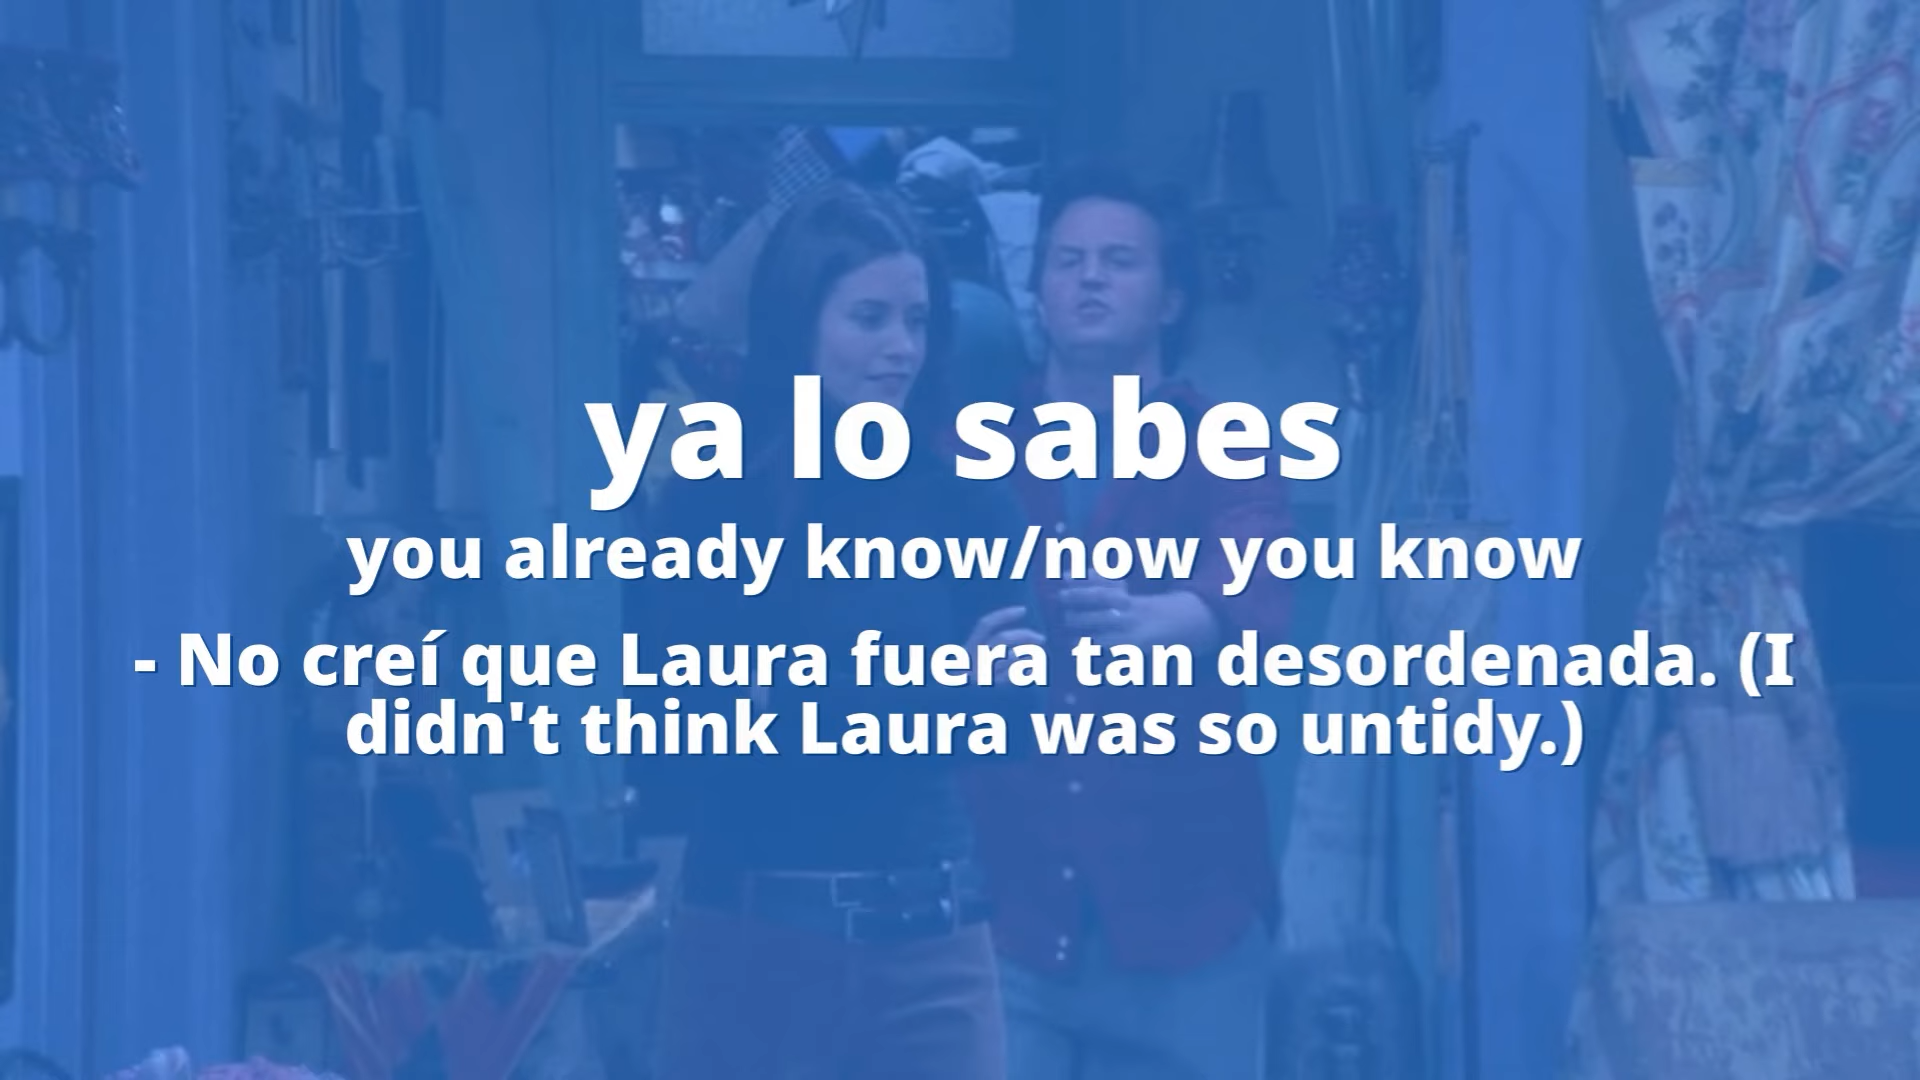 ya lo sabes
you already know/now you know
- No creí que Laura fuera tan desordenada. (I
didn't think Laura was so untidy.)